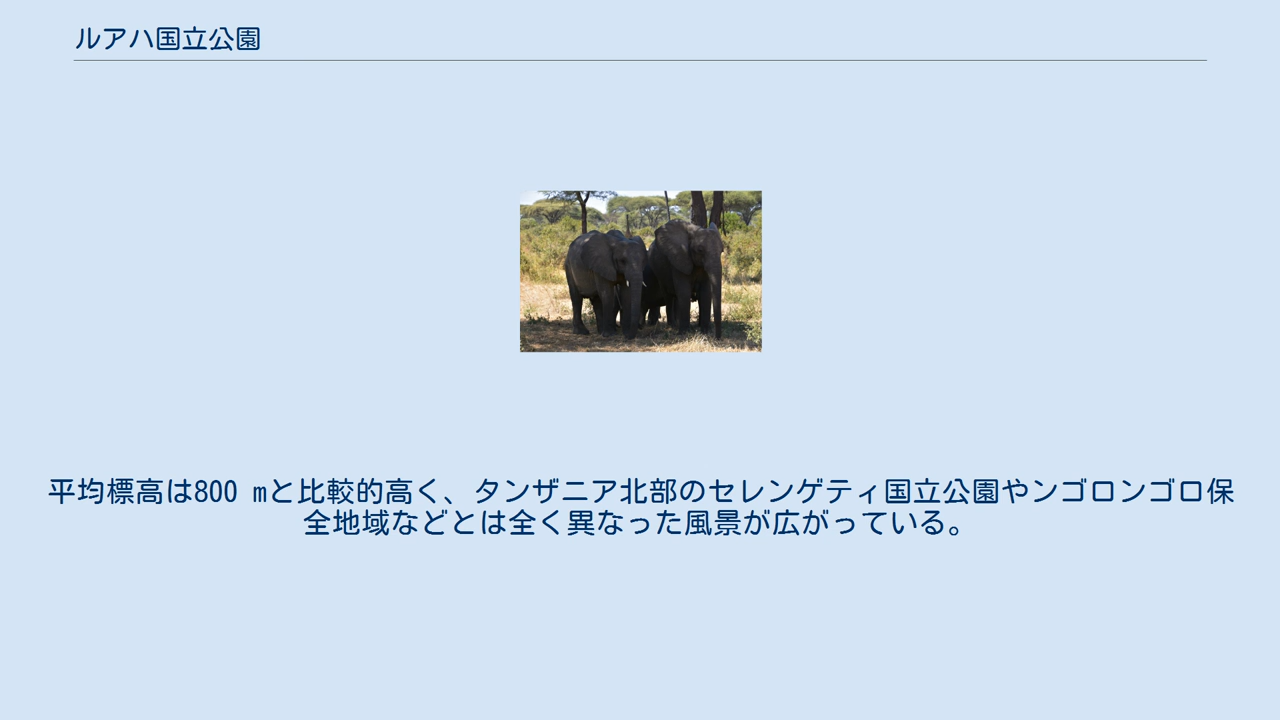 ルアハ国立公園
平均標高は800 mと比較的高く、タンザニア北部のセレンゲティ国立公園やンゴロンゴロ保
全地域などとは全く異なった風景が広がっている。